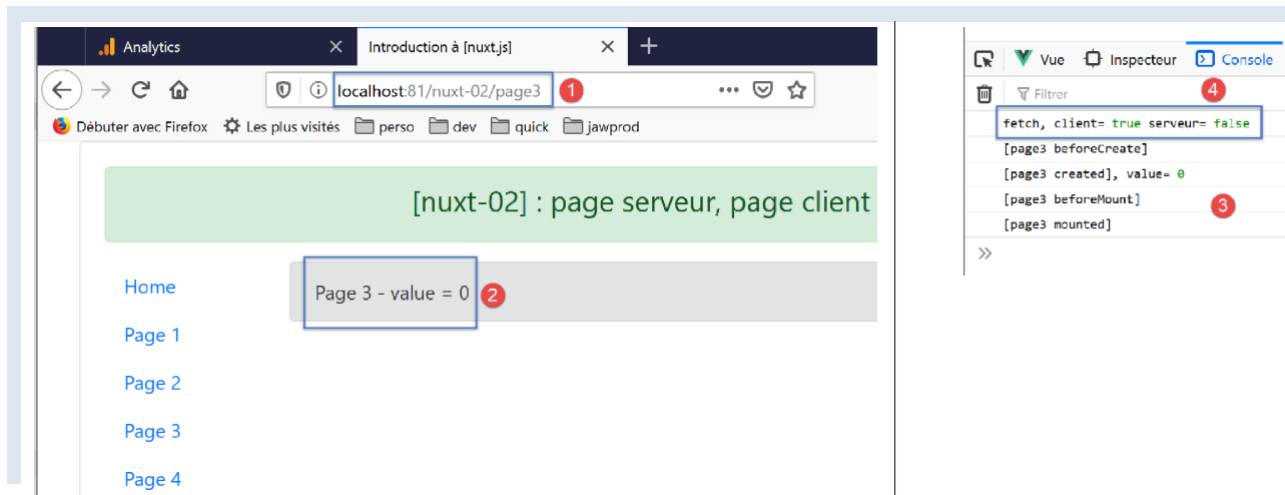 Analytics
Introduction à [nuxt.js]
localhost:81/nuxt-02/page3 1
Débuter avec Firefox Les plus visités perso dev quick jawprod
[nuxt-02] : page serveur, page client
Home
Page 1
Page 2
Page 3
Page 4
Page 3 - value = 0 2
Vue Inspecteur Console
Filtrer 4
fetch, client= true serveur= false
[page3 beforeCreate]
[page3 created], value= 0
[page3 beforeMount] 3
[page3 mounted]